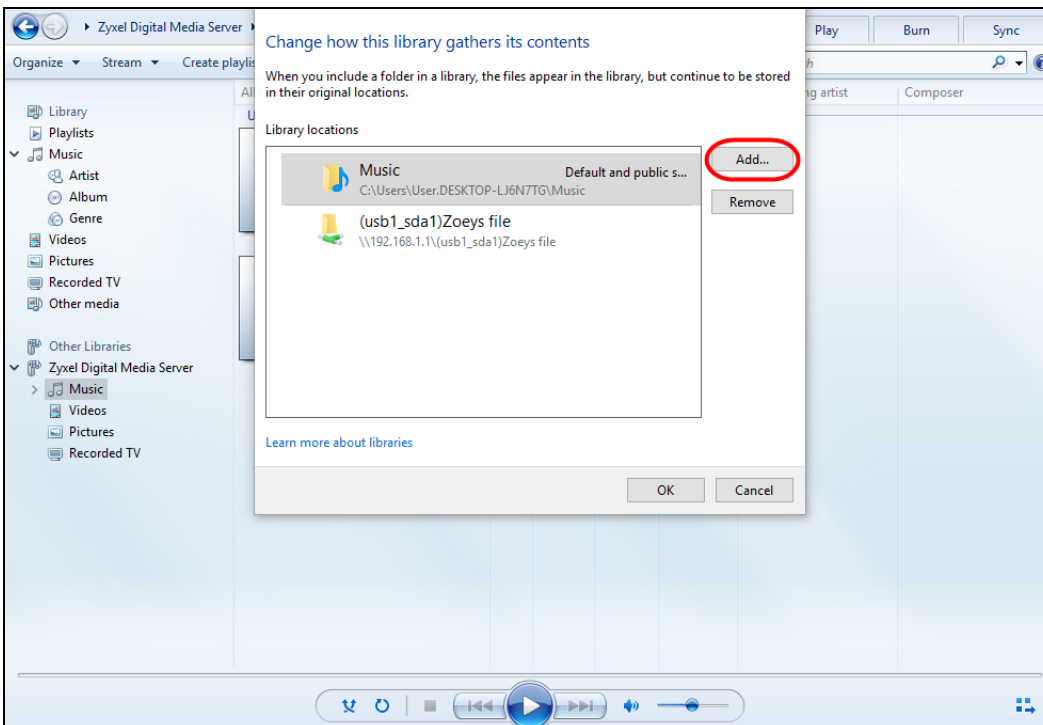 Zyxel Digital Media Server
Play
Burn
Sync
Organize
Stream
Create
Change how this library gathers its contents
When you include a folder in a library, the files appear in the library, but continue to be stored
in their original locations.
Library locations
Music
Default and public s...
C:\Users\User.DESKTOP-LJ6N7TG\Music
(usb1_sda1)Zoeys file
\\192.168.1.1\(usb1_sda1)Zoeys file
Add...
Remove
Learn more about libraries
OK
Cancel
artist
Composer
Library
Playlists
Music
Artist
Album
Genre
Videos
Pictures
Recorded TV
Other media
Other Libraries
Zyxel Digital Media Server
Music
Videos
Pictures
Recorded TV